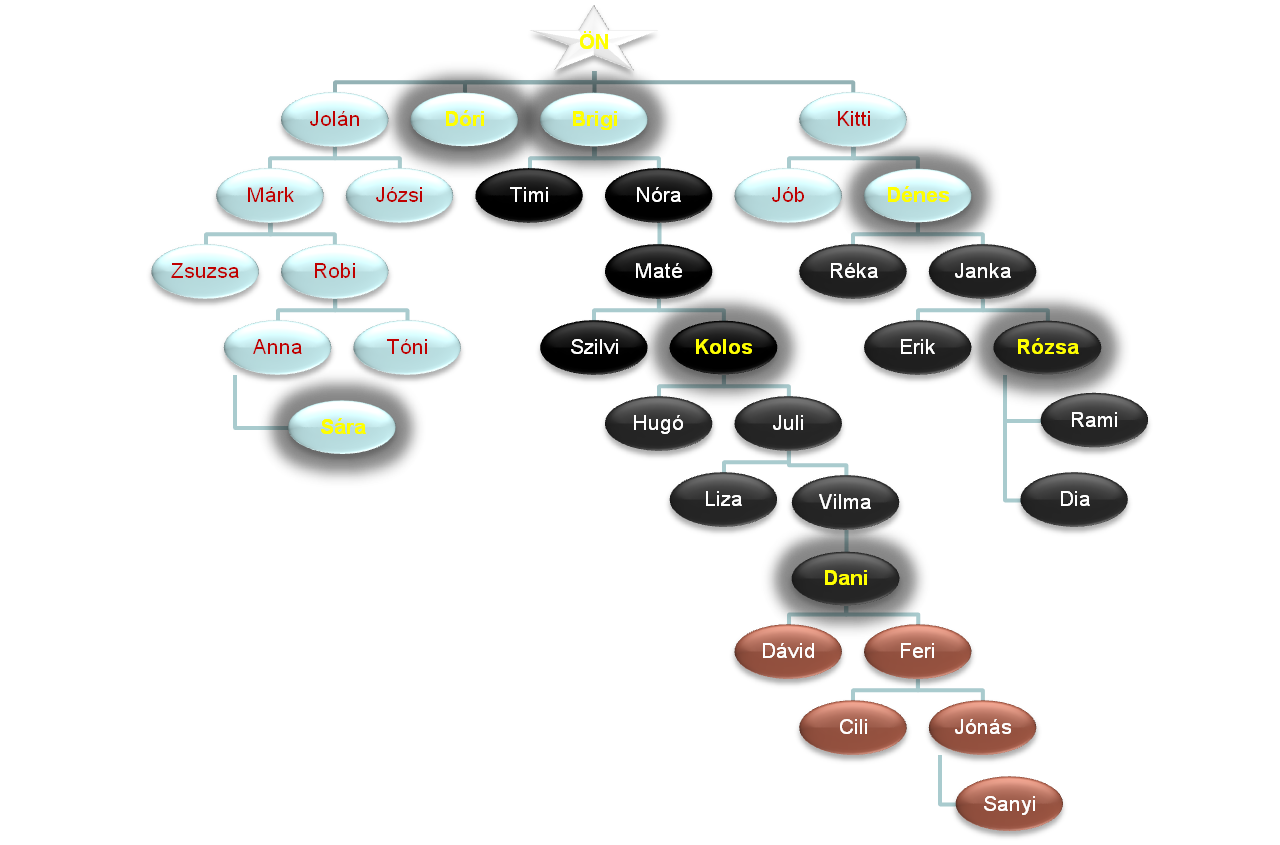 ÖN
Jolán
Dóri
Brigi
Kitti
Márk
Józsi
Timi
Nóra
Jób
Dénes
Zsuzsa
Robi
Maté
Réka
Janka
Anna
Tóni
Szilvi
Kolos
Erik
Rózsa
Sára
Hugó
Juli
Rami
Liza
Vilma
Dia
Dani
Dávid
Feri
Cili
Jónás
Sanyi